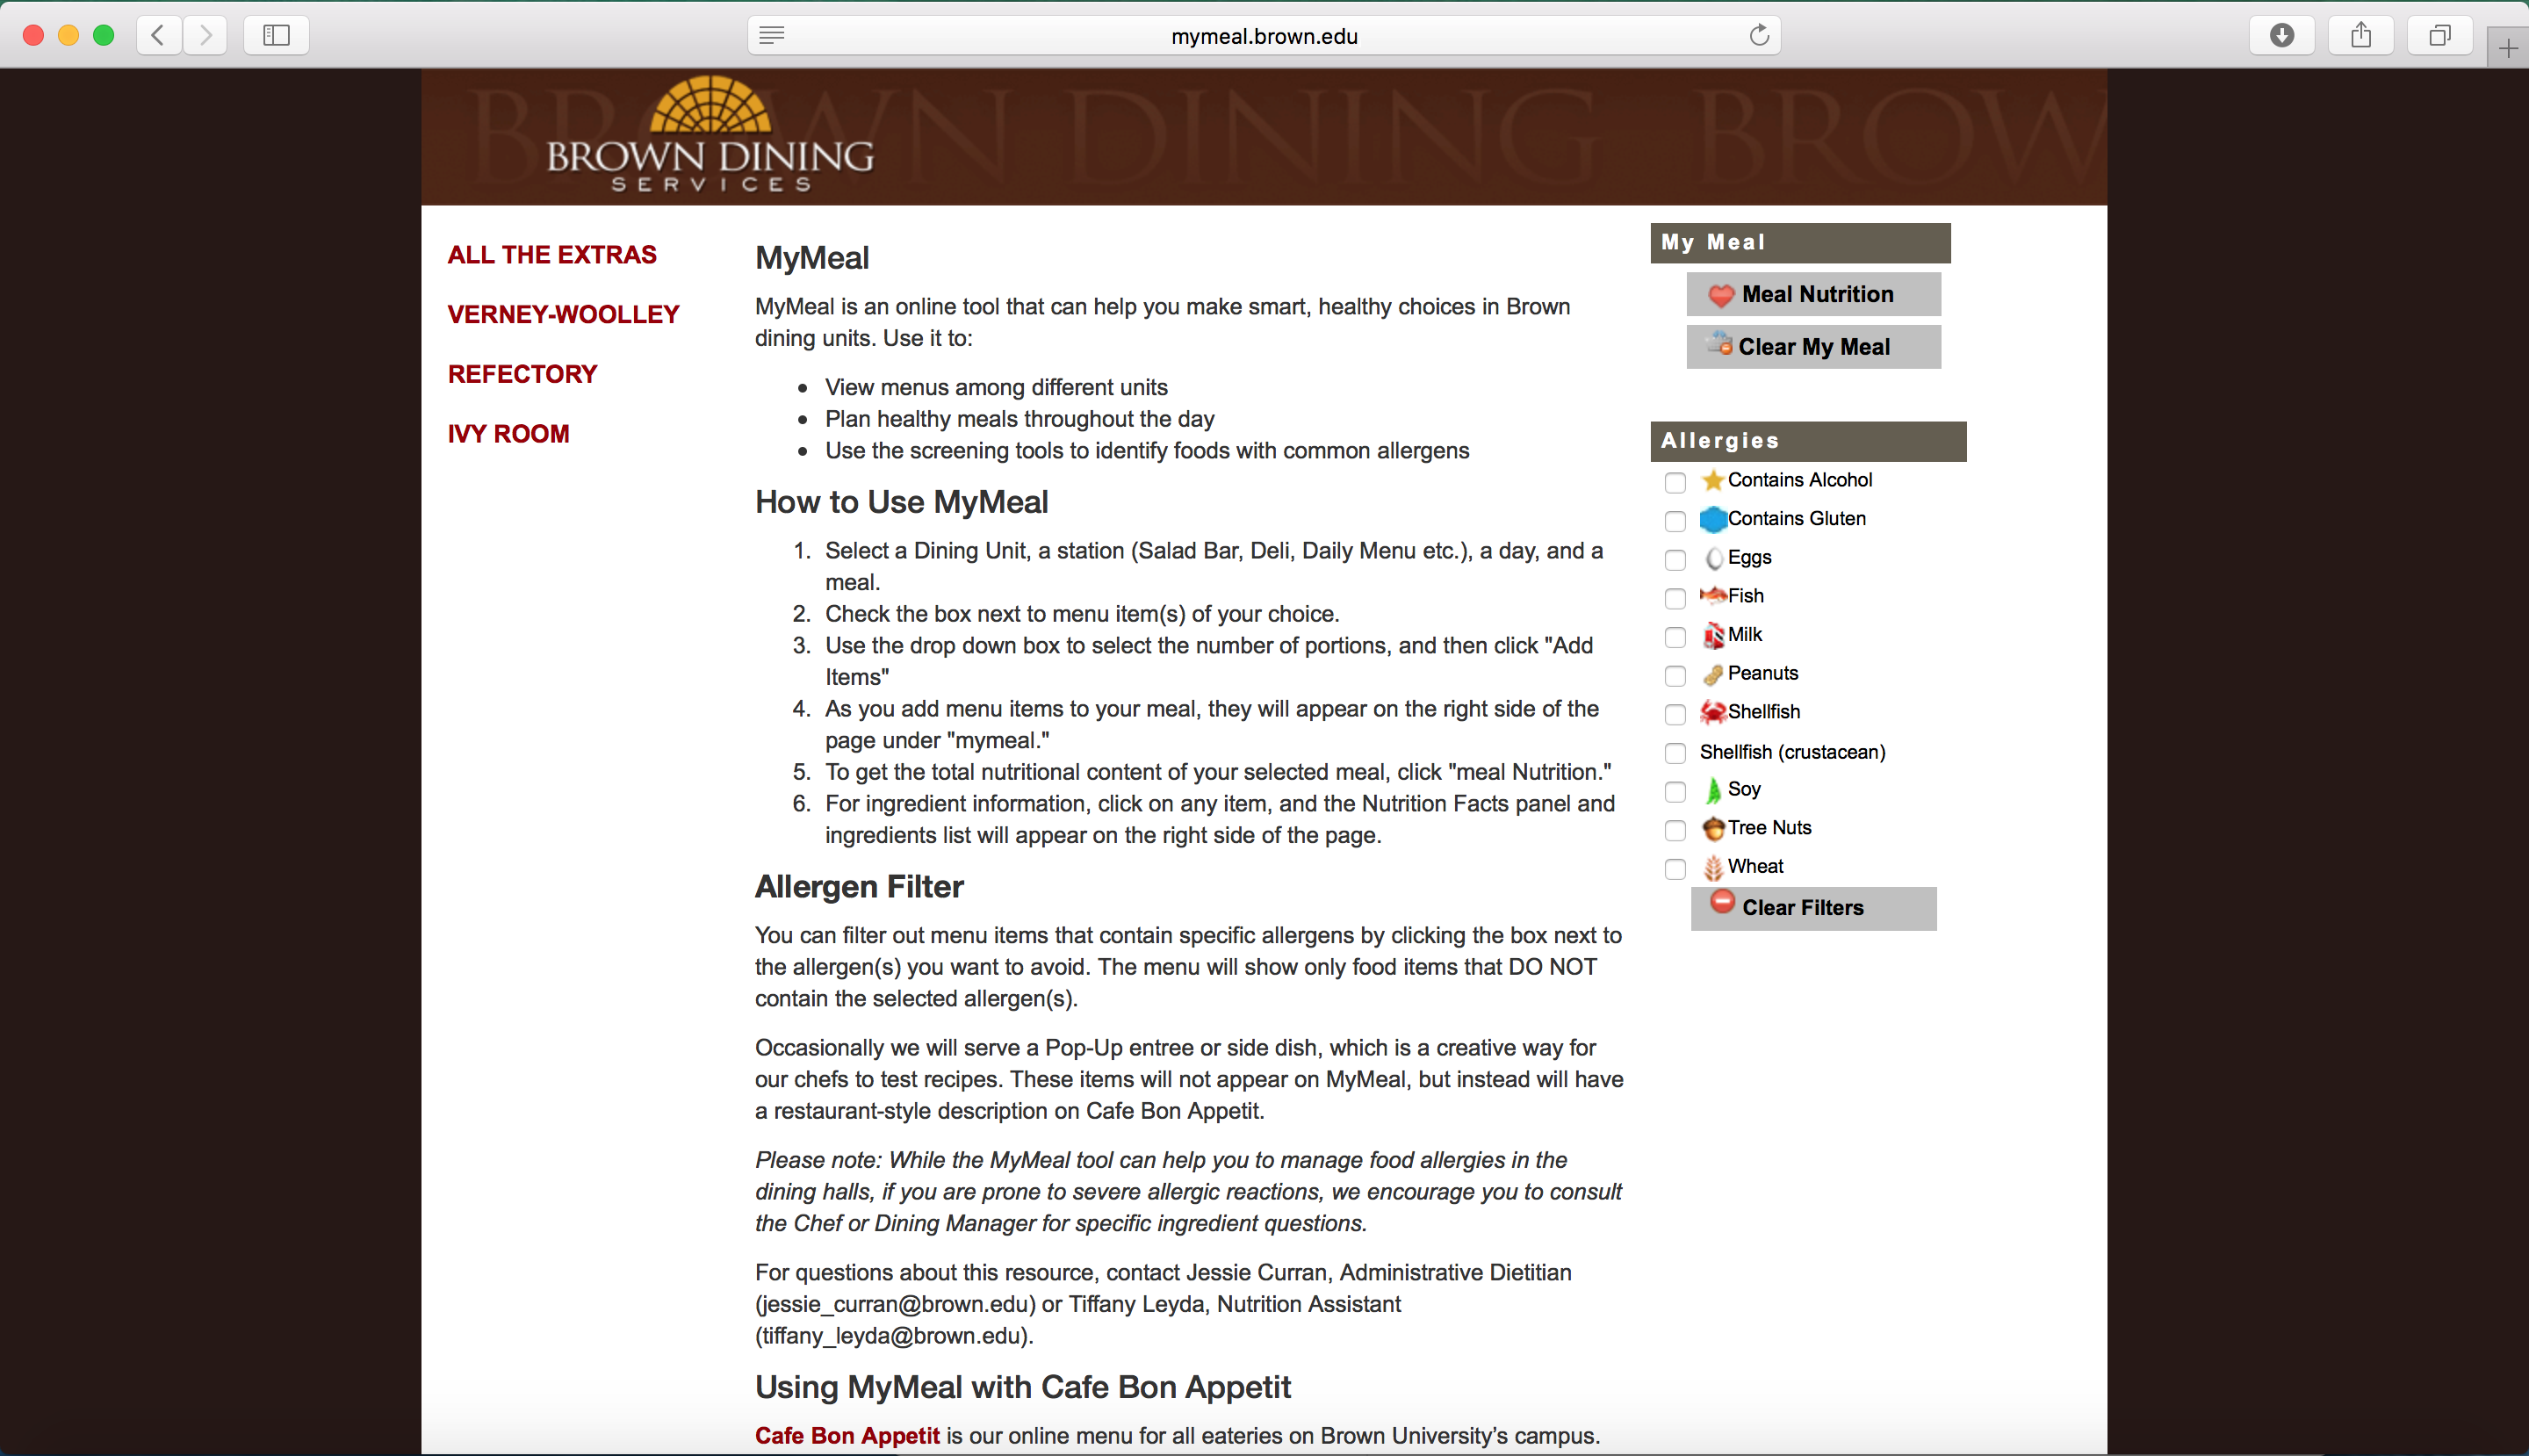 mymeal.brown.edu
BROWN DINING BROW
BROWN DINING
SERVICES
ALL THE EXTRAS
VERNEY-WOOLLEY
REFECTORY
IVY ROOM
MyMeal
MyMeal is an online tool that can help you make smart, healthy choices in Brown
dining units. Use it to:
• View menus among different units
• Plan healthy meals throughout the day
• Use the screening tools to identify foods with common allergens
How to Use MyMeal
1. Select a Dining Unit, a station (Salad Bar, Deli, Daily Menu etc.), a day, and a
meal.
2. Check the box next to menu item(s) of your choice.
3. Use the drop down box to select the number of portions, and then click "Add
Items"
4. As you add menu items to your meal, they will appear on the right side of the
page under "mymeal."
5. To get the total nutritional content of your selected meal, click "meal Nutrition."
6. For ingredient information, click on any item, and the Nutrition Facts panel and
ingredients list will appear on the right side of the page.
Allergen Filter
You can filter out menu items that contain specific allergens by clicking the box next to
the allergen(s) you want to avoid. The menu will show only food items that DO NOT
contain the selected allergen(s).
Occasionally we will serve a Pop-Up entree or side dish, which is a creative way for
our chefs to test recipes. These items will not appear on MyMeal, but instead will have
a restaurant-style description on Cafe Bon Appetit.
Please note: While the MyMeal tool can help you to manage food allergies in the
dining halls, if you are prone to severe allergic reactions, we encourage you to consult
the Chef or Dining Manager for specific ingredient questions.
For questions about this resource, contact Jessie Curran, Administrative Dietitian
(jessie_curran@brown.edu) or Tiffany Leyda, Nutrition Assistant
(tiffany_leyda@brown.edu).
Using MyMeal with Cafe Bon Appetit
Cafe Bon Appetit is our online menu for all eateries on Brown University’s campus.
My Meal
Meal Nutrition
Clear My Meal
Allergies
Contains Alcohol
Contains Gluten
Eggs
Fish
Milk
Peanuts
Shellfish
Shellfish (crustacean)
Soy
Tree Nuts
Wheat
Clear Filters